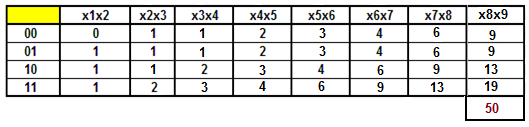 x1x2 x2x3 x3x4 x4x5 x5x6 x6x7 x7x8 x8x9
00 0 1 1 2 3 4 6 9
01 1 1 1 2 3 4 6 9
10 1 1 2 3 4 6 9 13
11 1 2 3 4 6 9 13 19
50